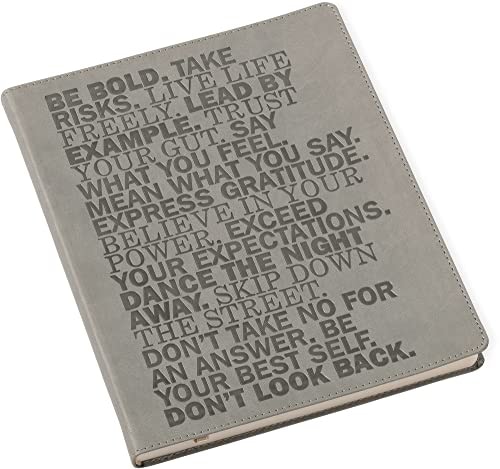 BE BOLD. TAKE
RISKS. LIVE LIFE
FREELY. LEAD BY
EXAMPLE. TRUST
YOUR GUT. SAY
WHAT YOU FEEL.
MEAN WHAT YOU SAY.
EXPRESS GRATITUDE.
BELIEVE IN YOUR
POWER. EXCEED
YOUR EXPECTATIONS.
DANCE THE NIGHT
AWAY. SKIP DOWN
THE STREET.
DON'T TAKE NO FOR
AN ANSWER. BE
YOUR BEST SELF.
DON'T LOOK BACK.